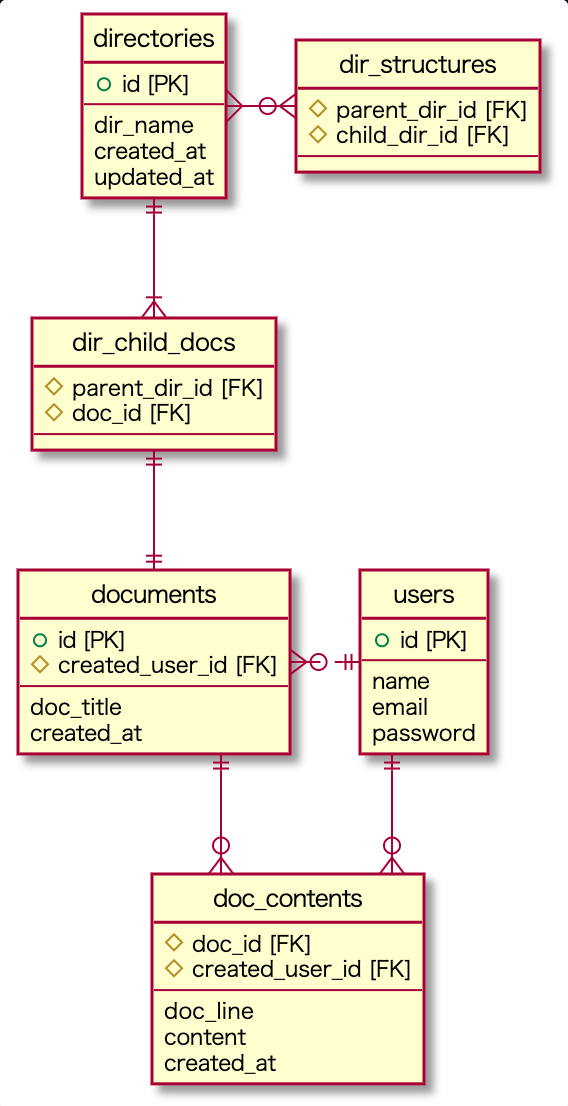 directories
id [PK]
dir_name
created_at
updated_at
dir_structures
parent_dir_id [FK]
child_dir_id [FK]
dir_child_docs
parent_dir_id [FK]
doc_id [FK]
documents
id [PK]
created_user_id [FK]
doc_title
created_at
users
id [PK]
name
email
password
doc_contents
doc_id [FK]
created_user_id [FK]
doc_line
content
created_at